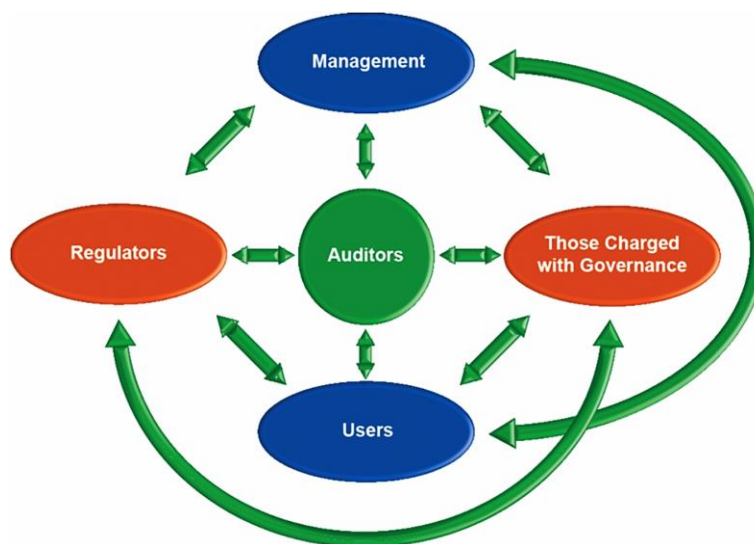 Management
Regulators
Auditors
Those Charged
with Governance
Users